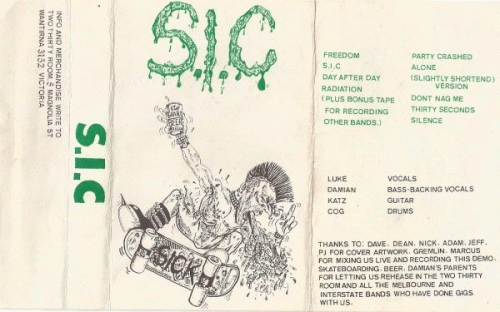 INFO AND MERCHANDISE WRITE TO
TWO THIRTY ROOM 5 MAGNOLIA ST
WANTIRNA 3152 VICTORIA
S.I.C
S.I.C
SICK
FREEDOM
S.I.C
DAY AFTER DAY
RADIATION
(PLUS BONUS TAPE
FOR RECORDING
OTHER BANDS.)
PARTY CRASHED
ALONE
(SLIGHTLY SHORTEND)
VERSION
DONT NAG ME
THIRTY SECONDS
SILENCE
LUKE VOCALS
DAMIAN BASS-BACKING VOCALS
KATZ GUITAR
COG DRUMS
THANKS TO: DAVE. DEAN. NICK. ADAM. JEFF.
PJ FOR COVER ARTWORK. GREMLIN. MARCUS
FOR MIXING US LIVE AND RECORDING THIS DEMO.
SKATEBOARDING. BEER. DAMIAN'S PARENTS
FOR LETTING US REHEASE IN THE TWO THIRTY
ROOM AND ALL THE MELBOURNE AND
INTERSTATE BANDS WHO HAVE DONE GIGS
WITH US.